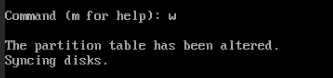 Command (m for help): w
The partition table has been altered.
Syncing disks.